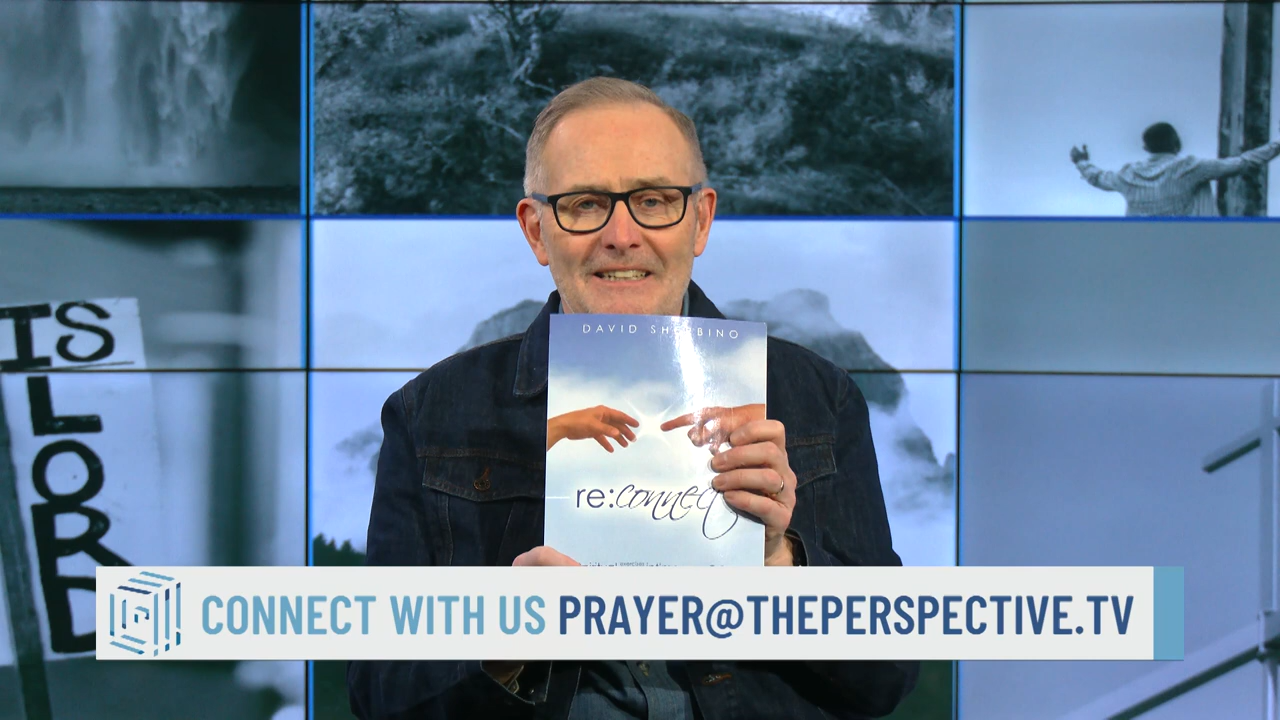 DAVID SHERBINO
IS
LORD
re:connect
CONNECT WITH US PRAYER@THEPERSPECTIVE.TV